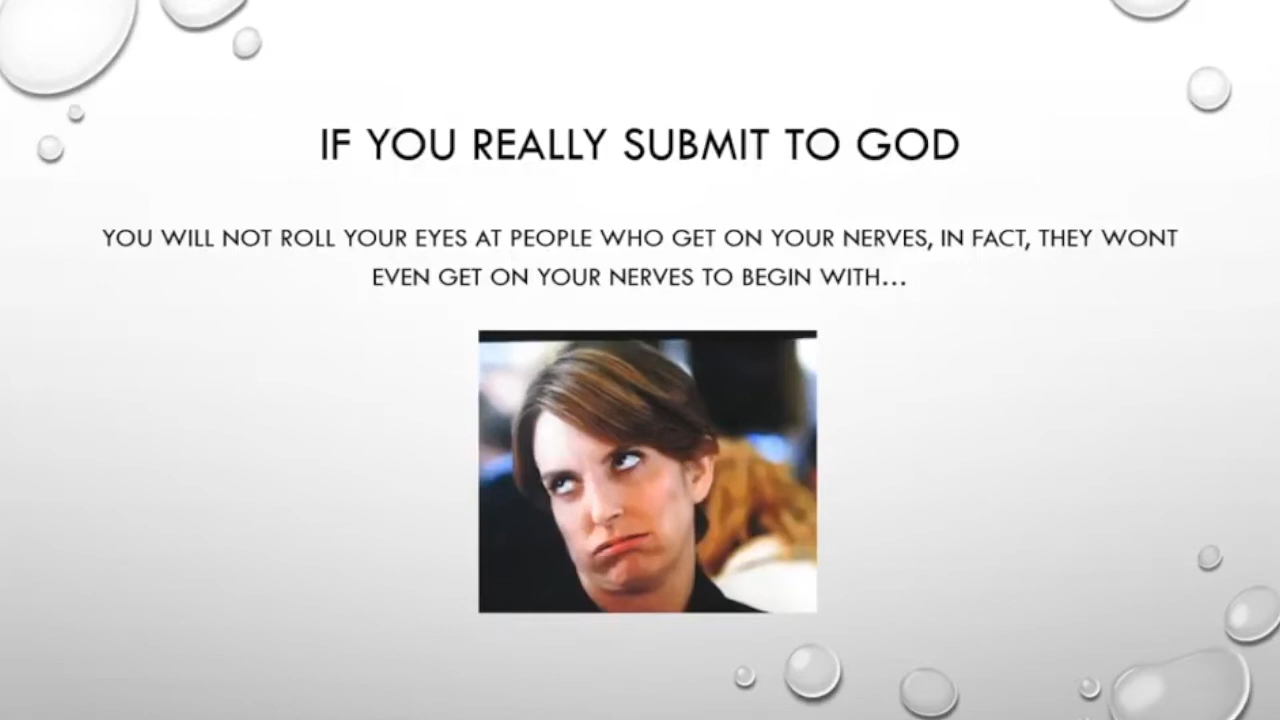 IF YOU REALLY SUBMIT TO GOD
YOU WILL NOT ROLL YOUR EYES AT PEOPLE WHO GET ON YOUR NERVES, IN FACT, THEY WONT
EVEN GET ON YOUR NERVES TO BEGIN WITH...